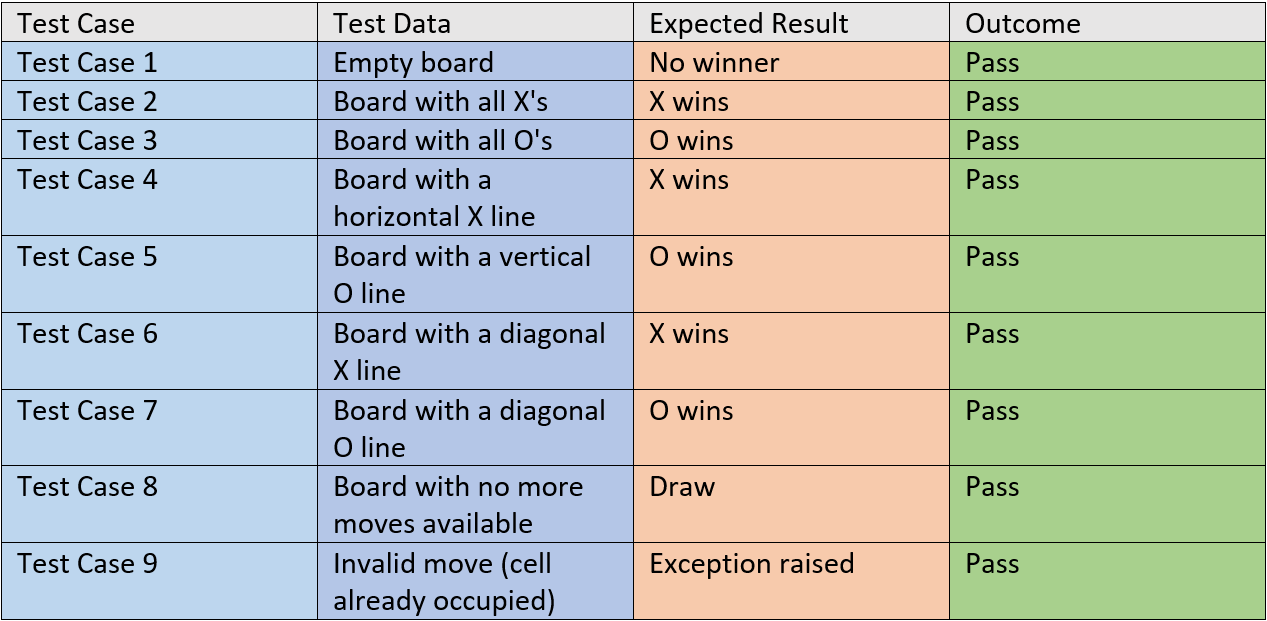 Test Case Test Data Expected Result Outcome
Test Case 1 Empty board No winner Pass
Test Case 2 Board with all X's X wins Pass
Test Case 3 Board with all O's O wins Pass
Test Case 4 Board with a X wins Pass
horizontal X line
Test Case 5 Board with a vertical O wins Pass
O line
Test Case 6 Board with a diagonal X wins Pass
X line
Test Case 7 Board with a diagonal O wins Pass
O line
Test Case 8 Board with no more Draw Pass
moves available
Test Case 9 Invalid move (cell Exception raised Pass
already occupied)